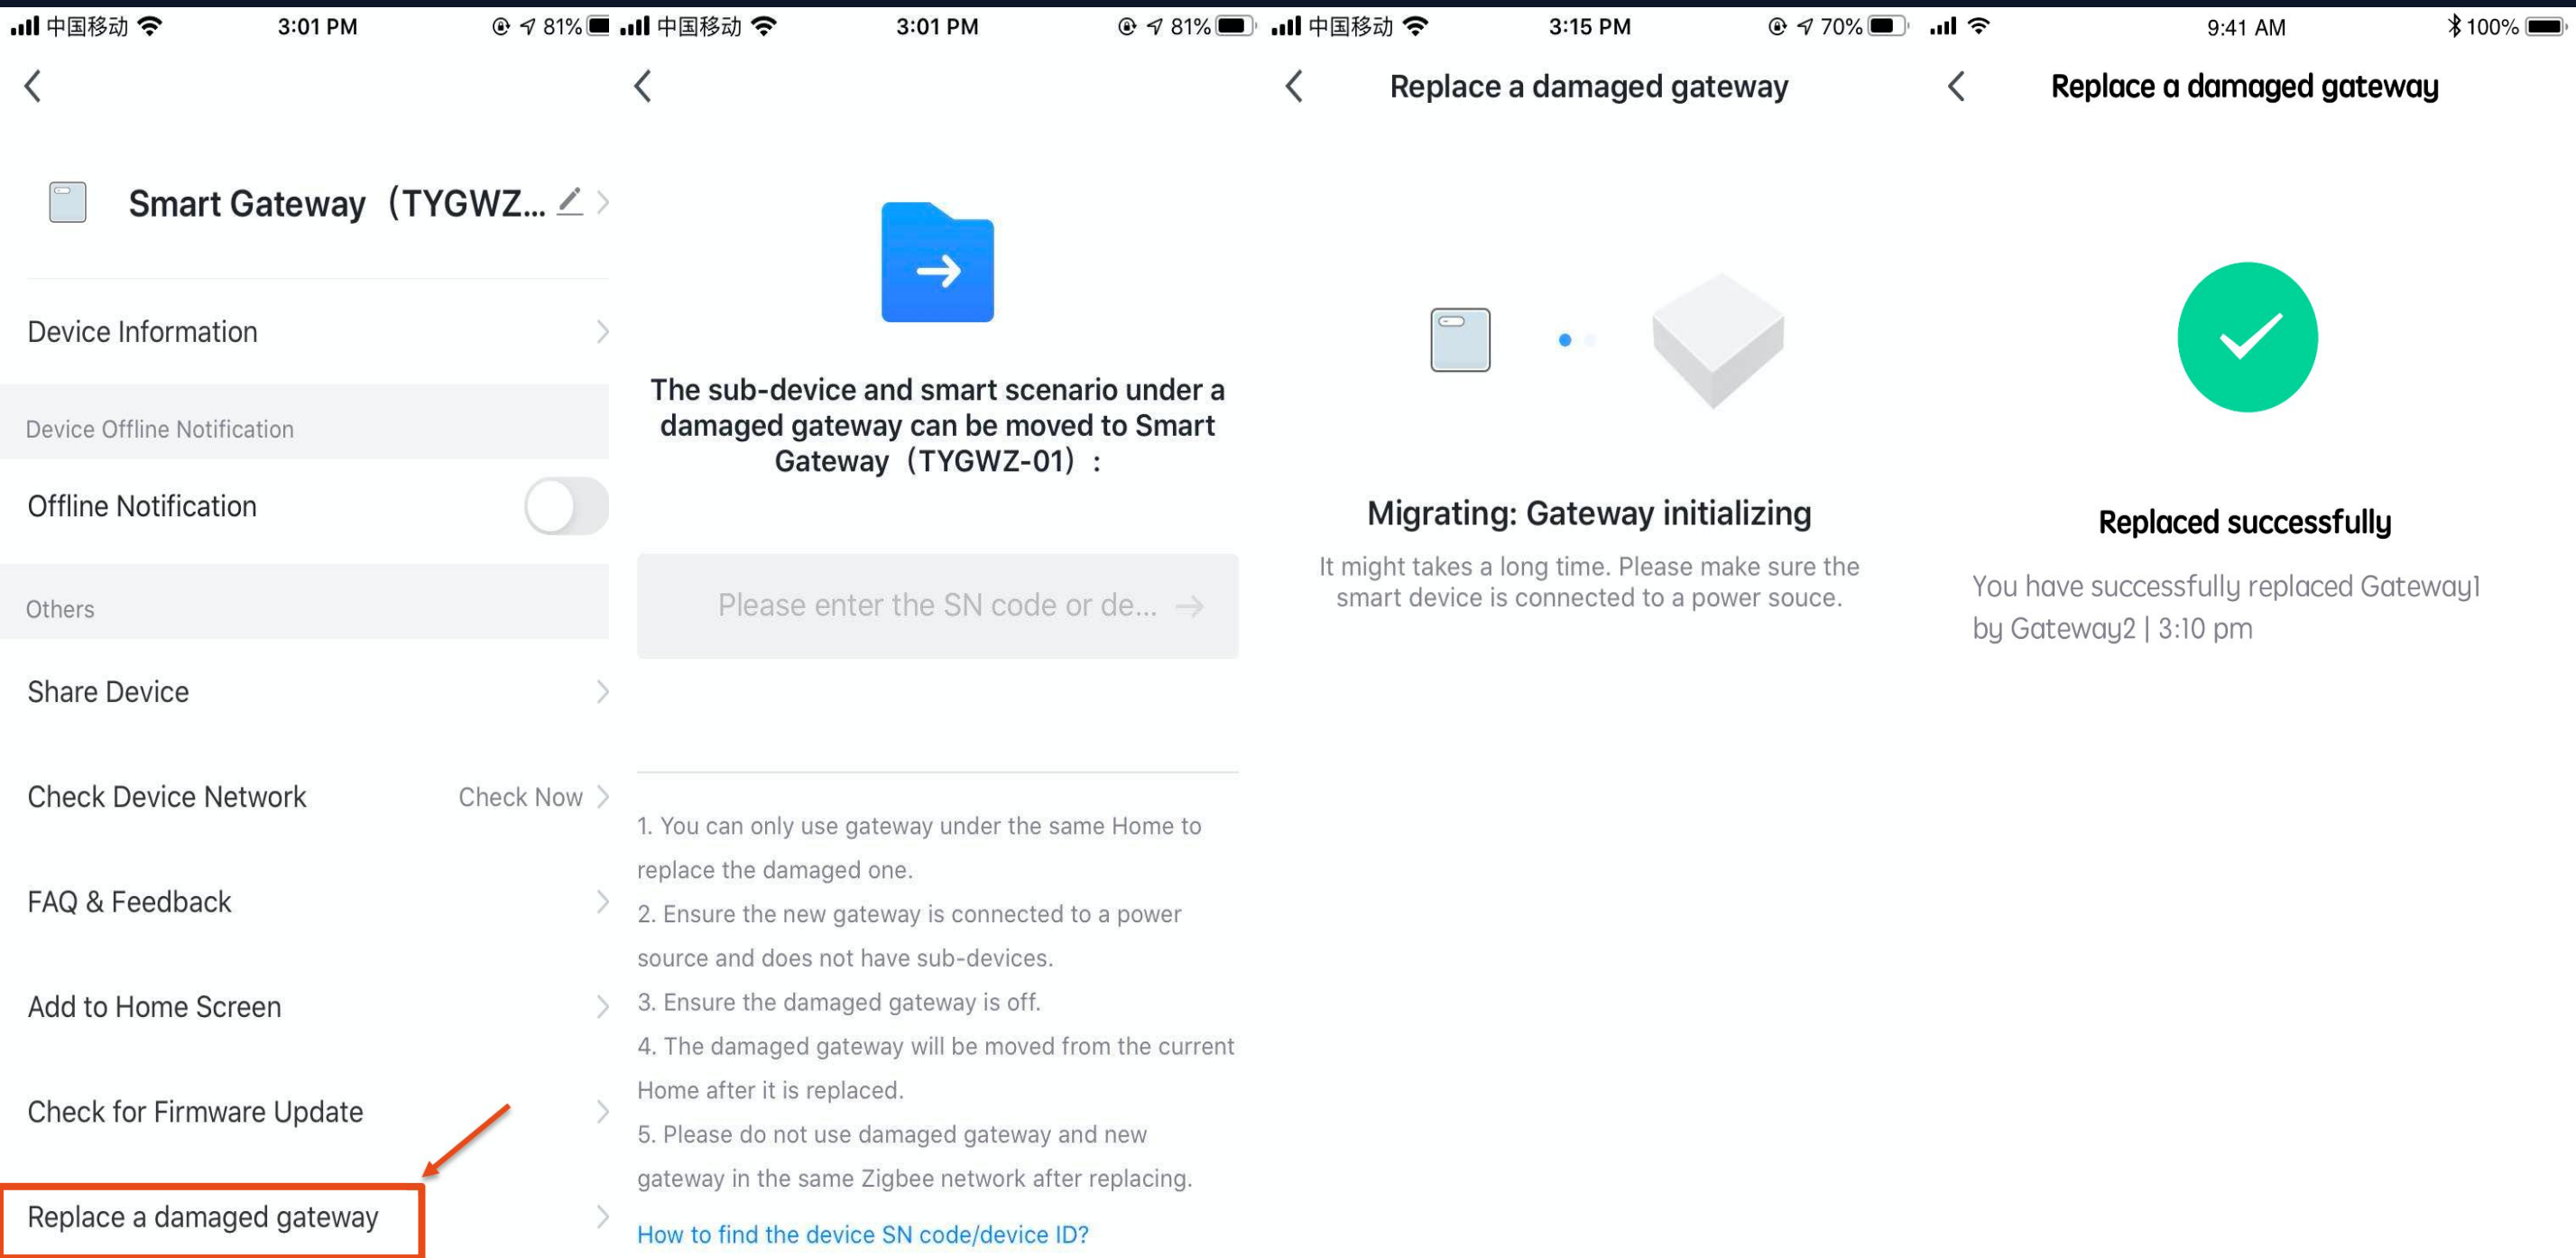 中国移动 3:01 PM 81%
Smart Gateway（TYGWZ...
Device Information
Device Offline Notification
Offline Notification
Others
Share Device
Check Device Network Check Now
FAQ & Feedback
Add to Home Screen
Check for Firmware Update
Replace a damaged gateway
中国移动 3:01 PM 81%
The sub-device and smart scenario under a
damaged gateway can be moved to Smart
Gateway（TYGWZ-01）:
Please enter the SN code or de...
1. You can only use gateway under the same Home to
replace the damaged one.
2. Ensure the new gateway is connected to a power
source and does not have sub-devices.
3. Ensure the damaged gateway is off.
4. The damaged gateway will be moved from the current
Home after it is replaced.
5. Please do not use damaged gateway and new
gateway in the same Zigbee network after replacing.
How to find the device SN code/device ID?
中国移动 3:15 PM 70%
Replace a damaged gateway
Migrating: Gateway initializing
It might takes a long time. Please make sure the
smart device is connected to a power souce.
9:41 AM 100%
Replace a damaged gateway
Replaced successfully
You have successfully replaced Gateway1
by Gateway2 | 3:10 pm